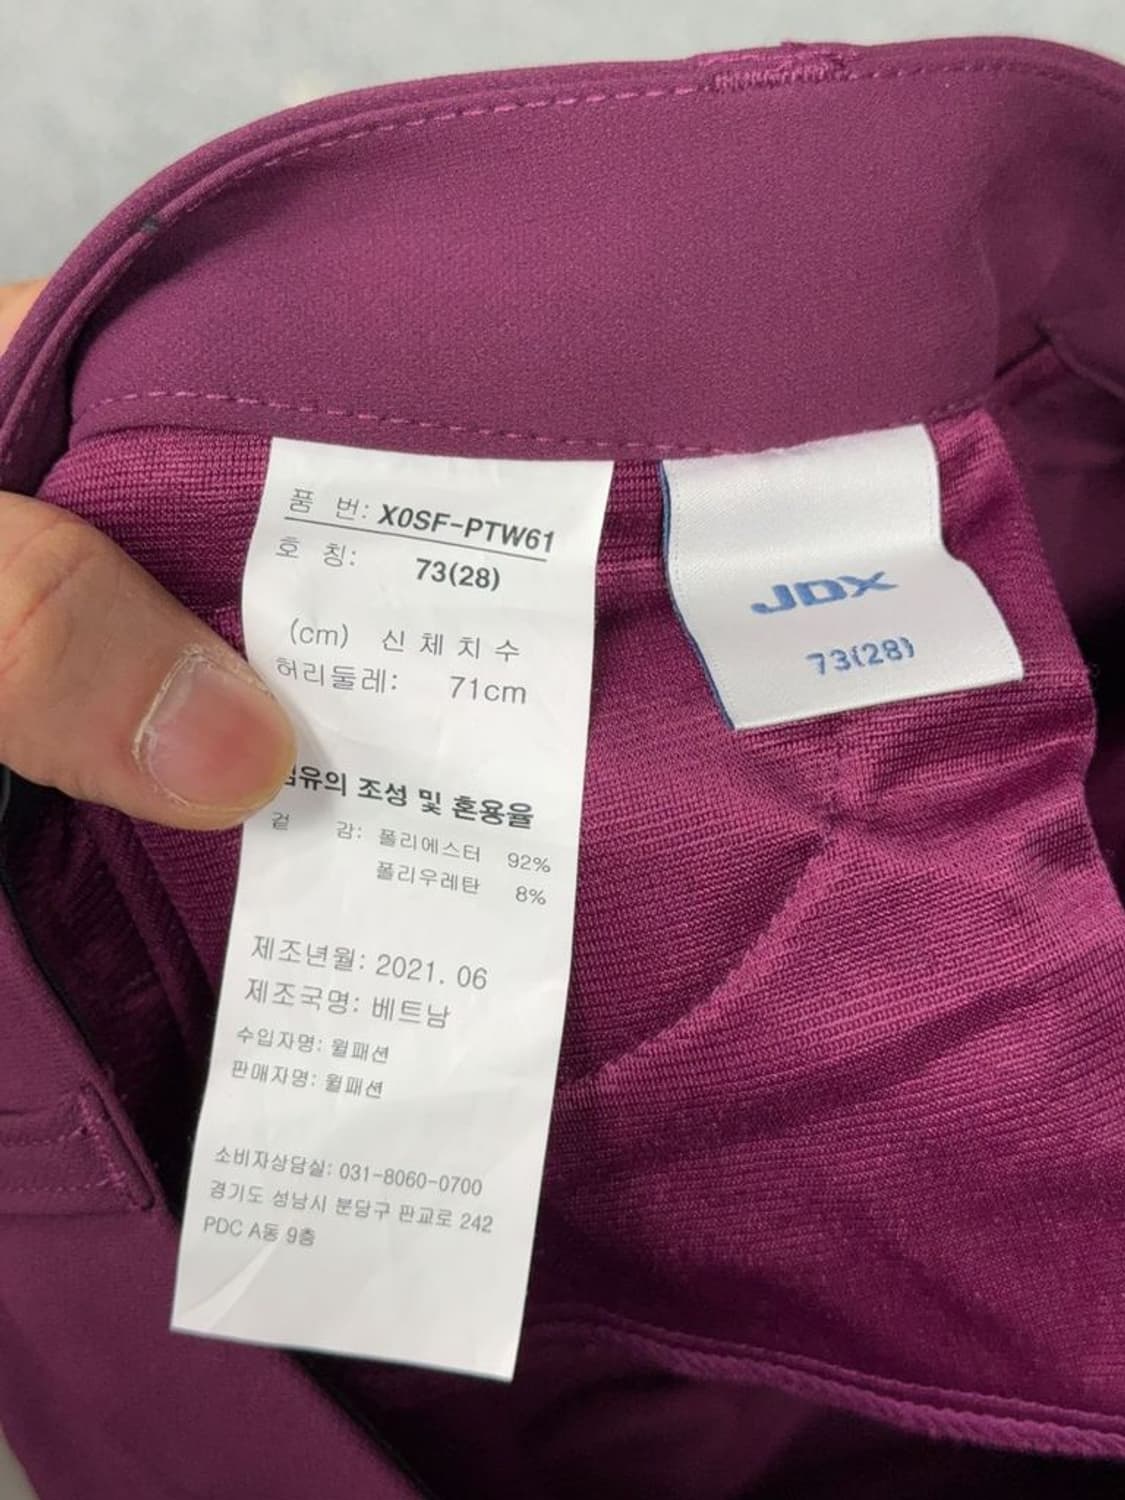 품 번: X0SF-PTW61
호 칭: 73(28)
(cm) 신체치수
허리둘레: 71cm
섬유의 조성 및 혼용율
겉 감: 폴리에스터 92%
폴리우레탄 8%
제조년월: 2021. 06
제조국명: 베트남
수입자명: 월패션
판매자명: 월패션
소비자상담실: 031-8060-0700
경기도 성남시 분당구 판교로 242
PDC A동 9층
JDX
73(28)